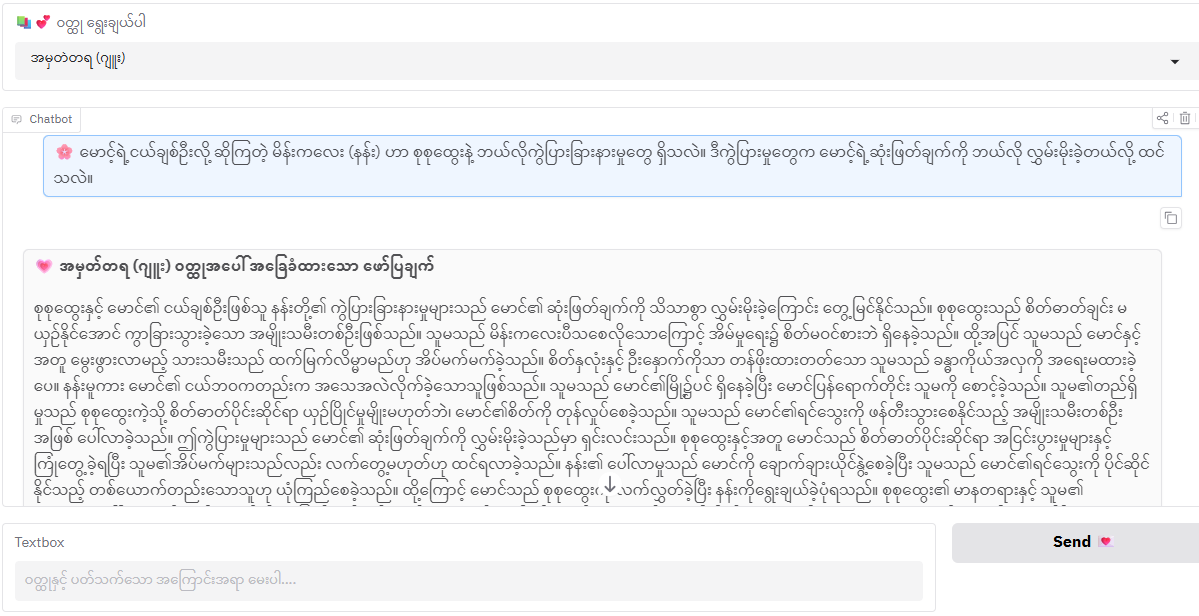 📚 💕 ဝတ္ထု ရွေးချယ်ပါ
အမှတဲတရ (ဂျူး)
Chatbot
🌸 မောင့်ရဲ့ငယ်ချစ်ဦးလို့ ဆိုကြတဲ့ မိန်းကလေး (နန်း) ဟာ စုစုထွေးနဲ့ ဘယ်လိုကွဲပြားခြားနားမှုတွေ ရှိသလဲ။ ဒီကွဲပြားမှုတွေက မောင့်ရဲ့ဆုံးဖြတ်ချက်ကို ဘယ်လို လွှမ်းမိုးခဲ့တယ်လို့ ထင်
သလဲ။
💗 အမှတ်တရ (ဂျူး) ဝတ္ထုအပေါ် အခြေခံထားသော ဖော်ပြချက်
စုစုထွေးနှင့် မောင်၏ ငယ်ချစ်ဦးဖြစ်သူ နန်းတို့၏ ကွဲပြားခြားနားမှုများသည် မောင်၏ ဆုံးဖြတ်ချက်ကို သိသာစွာ လွှမ်းမိုးခဲ့ကြောင်း တွေ့မြင်နိုင်သည်။ စုစုထွေးသည် စိတ်ဓာတ်ချင်း မ
ယှဉ်နိုင်အောင် ကွာခြားသွားခဲ့သော အမျိုးသမီးတစ်ဦးဖြစ်သည်။ သူမသည် မိန်းကလေးပီသစေလိုသောကြောင့် အိမ်မှုရေး၌ စိတ်မဝင်စားဘဲ ရှိနေခဲ့သည်။ ထို့အပြင် သူမသည် မောင်နှင့်
အတူ မွေးဖွားလာမည့် သားသမီးသည် ထက်မြက်လိမ့်မည်ဟု အိပ်မက်မက်ခဲ့သည်။ စိတ်နှလုံးနှင့် ဦးနှောက်ကိုသာ တန်ဖိုးထားတတ်သော သူမသည် ခန္ဓာကိုယ်အလှကို အရေးမထားခဲ့
ပေ။ နန်းမူကား မောင်၏ ငယ်ဘဝကတည်းက အသေအလဲလိုက်ခဲ့သောသူဖြစ်သည်။ သူမသည် မောင်၏မြို့၌ပင် ရှိနေခဲ့ပြီး မောင်ပြန်ရောက်တိုင်း သူမကို စောင့်ခဲ့သည်။ သူမ၏တည်ရှိ
မှုသည် စုစုထွေးကဲ့သို့ စိတ်ဓာတ်ပိုင်းဆိုင်ရာ ယှဉ်ပြိုင်မှုမျိုးမဟုတ်ဘဲ၊ မောင်၏စိတ်ကို တုန်လှုပ်စေခဲ့သည်။ သူမသည် မောင်၏ရင်သွေးကို ဖန်တီးသွားစေနိုင်သည့် အမျိုးသမီးတစ်ဦး
အဖြစ် ပေါ်လာခဲ့သည်။ ဤကွဲပြားမှုများသည် မောင်၏ ဆုံးဖြတ်ချက်ကို လွှမ်းမိုးခဲ့သည်မှာ ရှင်းလင်းသည်။ စုစုထွေးနှင့်အတူ မောင်သည် စိတ်ဓာတ်ပိုင်းဆိုင်ရာ အငြင်းပွားမှုများနှင့်
ကြုံတွေ့ခဲ့ရပြီး သူမ၏အိပ်မက်များသည်လည်း လက်တွေ့မဟုတ်ဟု ထင်ရလာခဲ့သည်။ နန်း၏ ပေါ်လာမှုသည် မောင်ကို ချောက်ချားယိုင်နွဲ့စေခဲ့ပြီး သူမသည် မောင်၏ရင်သွေးကို ပိုင်ဆိုင်
နိုင်သည့် တစ်ယောက်တည်းသောသူဟု ယုံကြည်စေခဲ့သည်။ ထို့ကြောင့် မောင်သည် စုစုထွေးကို လက်လွှတ်ခဲ့ပြီး နန်းကိုရွေးချယ်ခဲ့ပုံရသည်။ စုစုထွေး၏ မာနတရားနှင့် သူမ၏
Textbox
ဝတ္ထုနှင့် ပတ်သက်သော အကြောင်းအရာ မေးပါ....
Send 💌